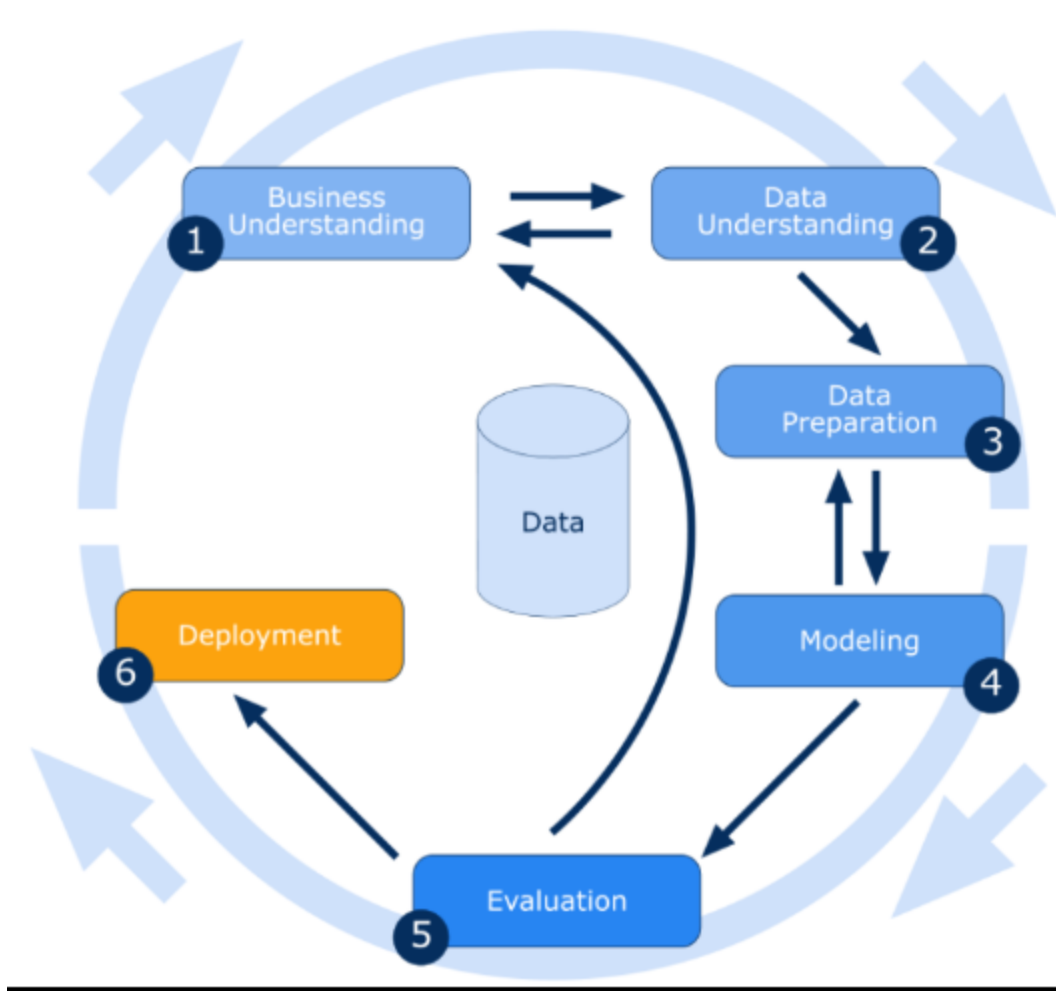 Business
Understanding
1
Data
Understanding
2
Data
Preparation
3
Data
Deployment
6
Modeling
4
Evaluation
5